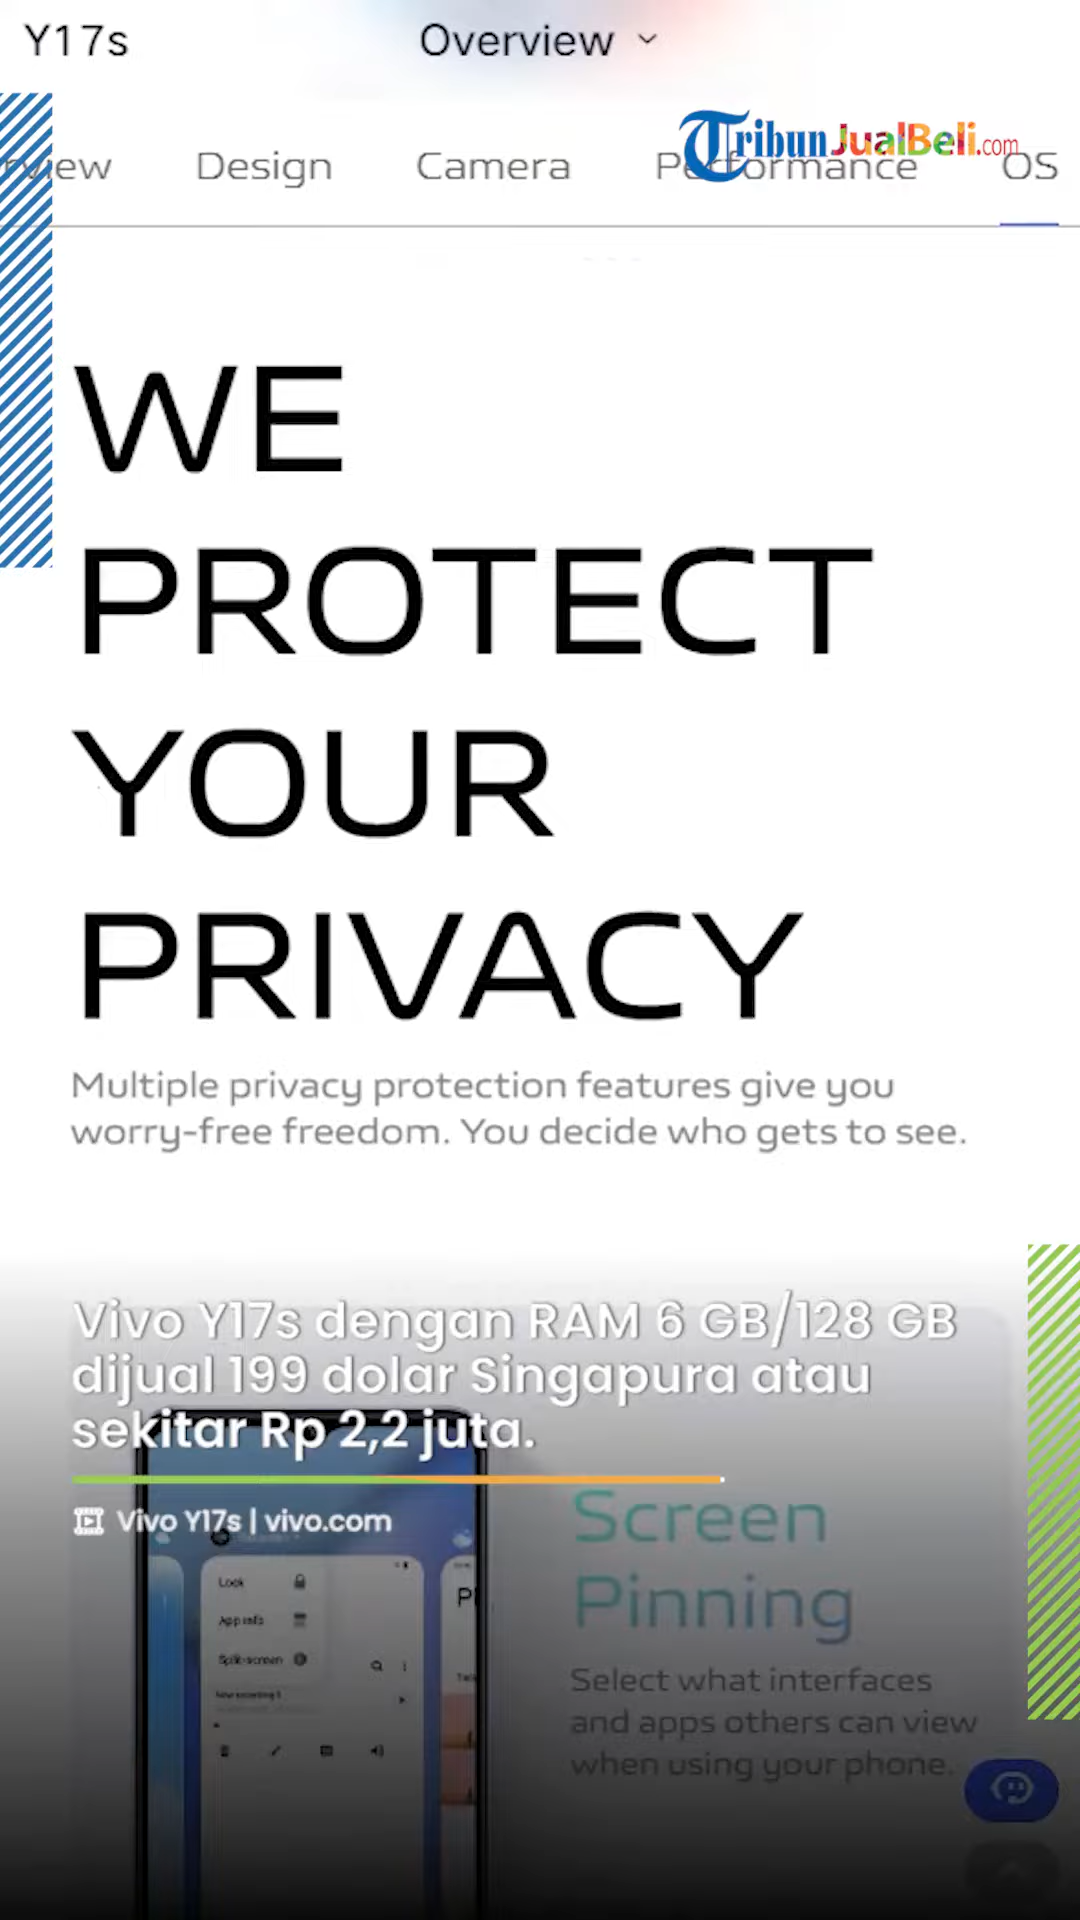 Y17s
Overview
TribunJualBeli.com
rview Design Camera Performance OS
WE
PROTECT
YOUR
PRIVACY
Multiple privacy protection features give you
worry-free freedom. You decide who gets to see.
Vivo Y17s dengan RAM 6 GB/128 GB
dijual 199 dolar Singapura atau
sekitar Rp 2,2 juta.
Vivo Y17s | vivo.com
Lock
App info
Split-screen
Screen
Pinning
Select what interfaces
and apps others can view
when using your phone.